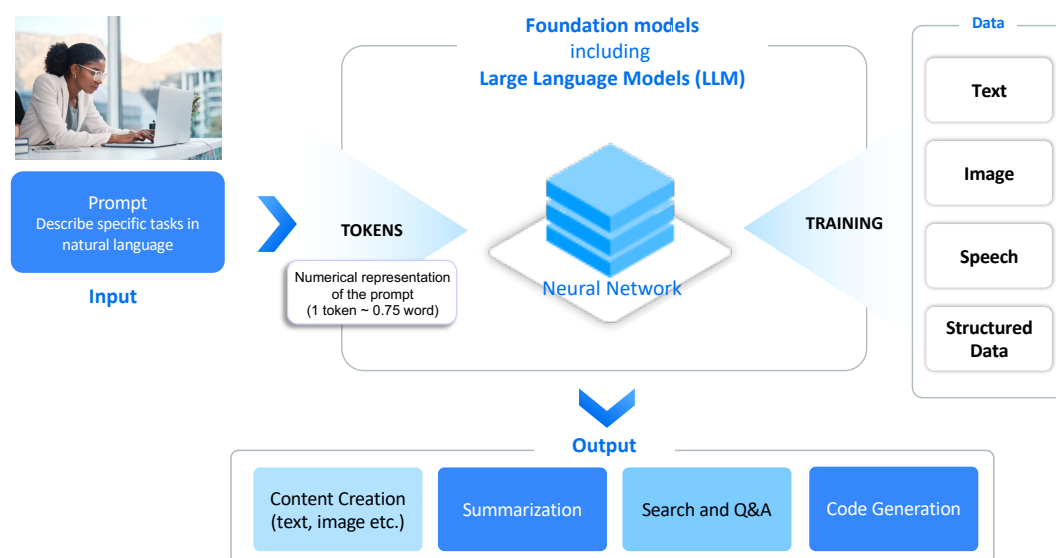 Foundation models
including
Large Language Models (LLM)
Data
Text
Image
Speech
Structured
Data
Prompt
Describe specific tasks in
natural language
Input
TOKENS
Numerical representation
of the prompt
(1 token ~ 0.75 word)
Neural Network
TRAINING
Output
Content Creation
(text, image etc.)
Summarization
Search and Q&A
Code Generation